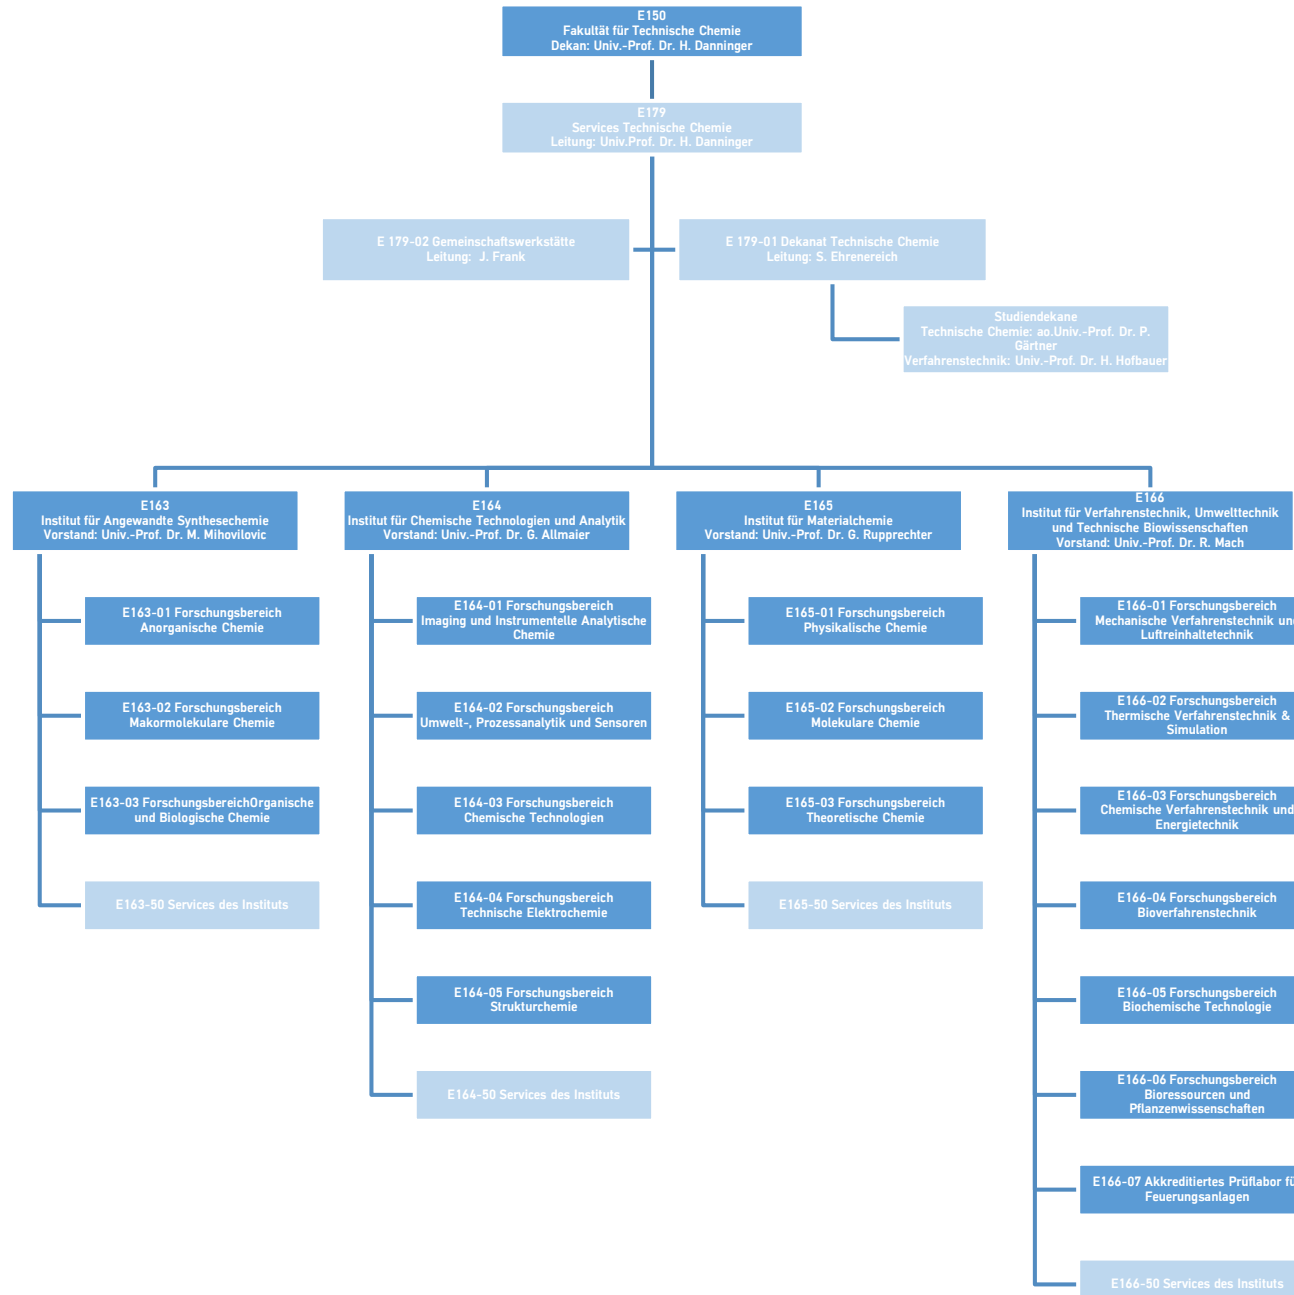 E150
Fakultät für Technische Chemie
Dekan: Univ.-Prof. Dr. H. Danninger
E179
Services Technische Chemie
Leitung: Univ.Prof. Dr. H. Danninger
E 179-02 Gemeinschaftswerkstätte
Leitung: J. Frank
E 179-01 Dekanat Technische Chemie
Leitung: S. Ehrenereich
Studiendekane
Technische Chemie: ao.Univ.-Prof. Dr. P.
Gärtner
Verfahrenstechnik: Univ.-Prof. Dr. H. Hofbauer
E163
Institut für Angewandte Synthesechemie
Vorstand: Univ.-Prof. Dr. M. Mihovilovic
E163-01 Forschungsbereich
Anorganische Chemie
E163-02 Forschungsbereich
Makormolekulare Chemie
E163-03 ForschungsbereichOrganische
und Biologische Chemie
E163-50 Services des Instituts
E164
Institut für Chemische Technologien und Analytik
Vorstand: Univ.-Prof. Dr. G. Allmaier
E164-01 Forschungsbereich
Imaging und Instrumentelle Analytische
Chemie
E164-02 Forschungsbereich
Umwelt-, Prozessanalytik und Sensoren
E164-03 Forschungsbereich
Chemische Technologien
E164-04 Forschungsbereich
Technische Elektrochemie
E164-05 Forschungsbereich
Strukturchemie
E164-50 Services des Instituts
E165
Institut für Materialchemie
Vorstand: Univ.-Prof. Dr. G. Rupprechter
E165-01 Forschungsbereich
Physikalische Chemie
E165-02 Forschungsbereich
Molekulare Chemie
E165-03 Forschungsbereich
Theoretische Chemie
E165-50 Services des Instituts
E166
Institut für Verfahrenstechnik, Umwelttechnik
und Technische Biowissenschaften
Vorstand: Univ.-Prof. Dr. R. Mach
E166-01 Forschungsbereich
Mechanische Verfahrenstechnik und
Luftreinhaltetechnik
E166-02 Forschungsbereich
Thermische Verfahrenstechnik &
Simulation
E166-03 Forschungsbereich
Chemische Verfahrenstechnik und
Energietechnik
E166-04 Forschungsbereich
Bioverfahrenstechnik
E166-05 Forschungsbereich
Biochemische Technologie
E166-06 Forschungsbereich
Bioressourcen und
Pflanzenwissenschaften
E166-07 Akkreditiertes Prüflabor für
Feuerungsanlagen
E166-50 Services des Instituts